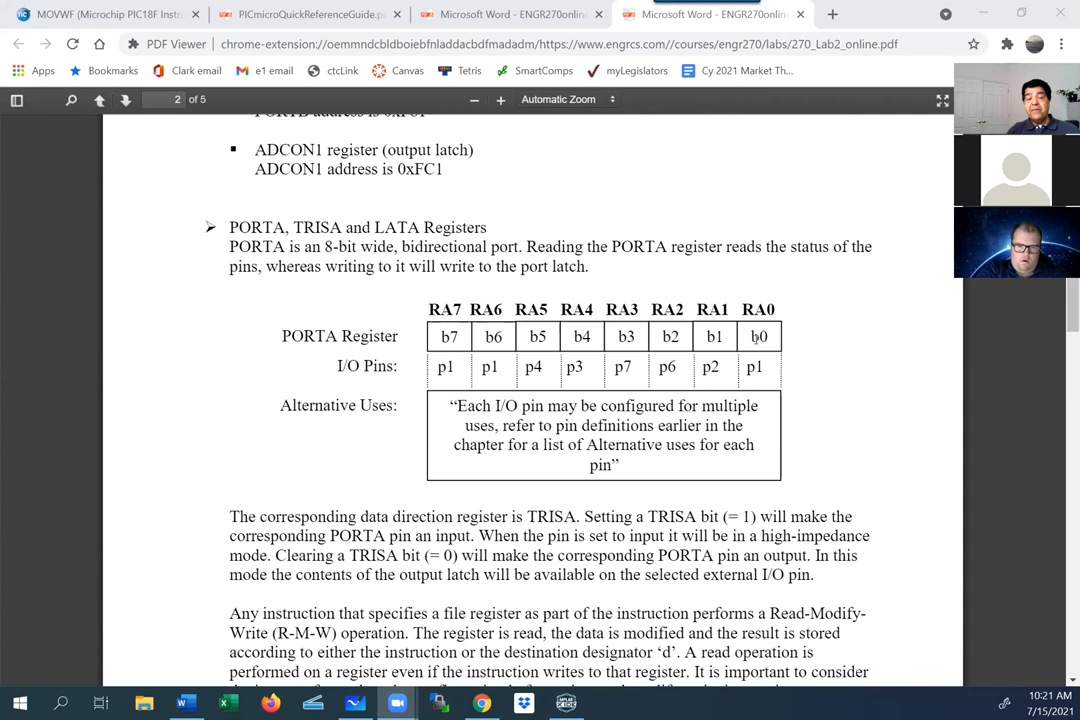 MOVWF (Microchip PIC18F Instru
PICmicroQuickReferenceGuide.p
Microsoft Word - ENGR270online
Microsoft Word - ENGR270online
PDF Viewer
chrome-extension://oemmndcbldboiebfnladdacbdfmadadm/https://www.engrcs.com//courses/engr270/labs/270_Lab2_online.pdf
Apps
Bookmarks
Clark email
e1 email
ctcLink
Canvas
Tetris
SmartComps
myLegislators
Cy 2021 Market Th...
2 of 5
Automatic Zoom
ADCON1 register (output latch)
ADCON1 address is 0xFC1
PORTA, TRISA and LATA Registers
PORTA is an 8-bit wide, bidirectional port. Reading the PORTA register reads the status of the
pins, whereas writing to it will write to the port latch.
RA7 RA6 RA5 RA4 RA3 RA2 RA1 RA0
PORTA Register b7 b6 b5 b4 b3 b2 b1 b0
I/O Pins: p1 p1 p4 p3 p7 p6 p2 p1
Alternative Uses: “Each I/O pin may be configured for multiple
uses, refer to pin definitions earlier in the
chapter for a list of Alternative uses for each
pin”
The corresponding data direction register is TRISA. Setting a TRISA bit (= 1) will make the
corresponding PORTA pin an input. When the pin is set to input it will be in a high-impedance
mode. Clearing a TRISA bit (= 0) will make the corresponding PORTA pin an output. In this
mode the contents of the output latch will be available on the selected external I/O pin.
Any instruction that specifies a file register as part of the instruction performs a Read-Modify-
Write (R-M-W) operation. The register is read, the data is modified and the result is stored
according to either the instruction or the destination designator ‘d’. A read operation is
performed on a register even if the instruction writes to that register. It is important to consider
10:21 AM
7/15/2021